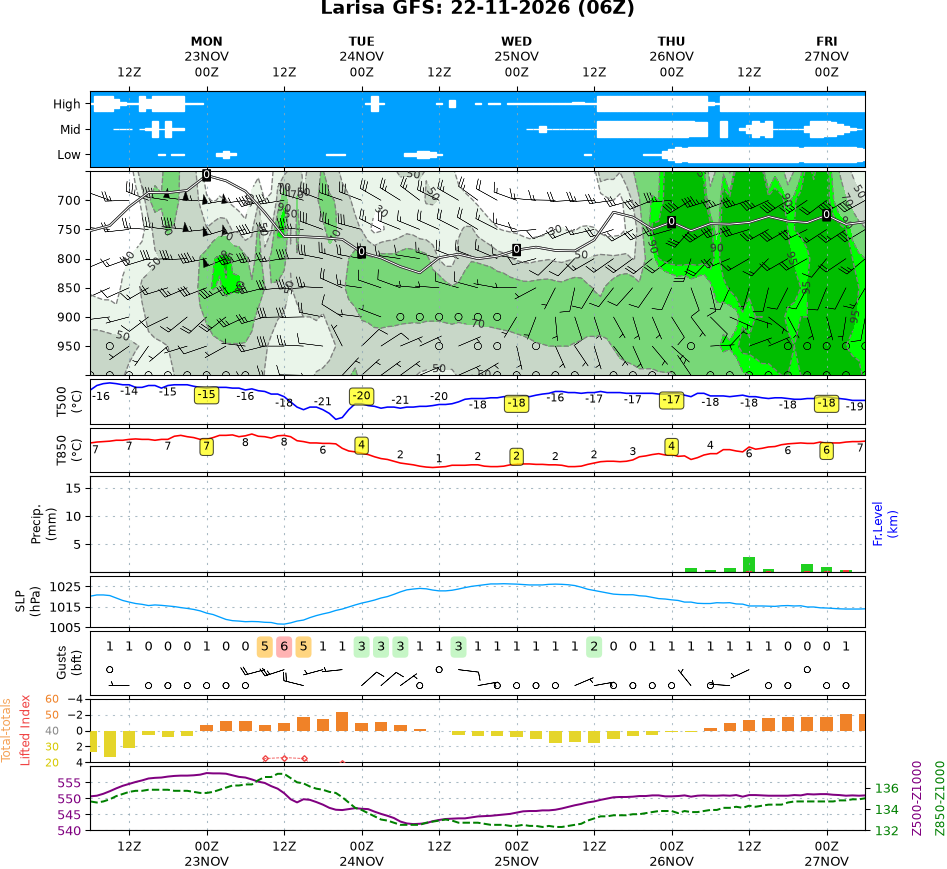 Larisa GFS: 22-11-2026 (06Z)
MON TUE WED THU FRI
23NOV 24NOV 25NOV 26NOV 27NOV
12Z 00Z 12Z 00Z 12Z 00Z 12Z 00Z 12Z 00Z
High
Mid
Low
700
750
800
850
900
950
0 0 0 0 0
T500 (°C)
-16 -14 -15 -15 -16 -18 -21 -20 -21 -20 -18 -18 -16 -17 -17 -17 -18 -18 -18 -19
T850 (°C)
7 7 7 7 8 8 6 4 2 1 2 2 2 2 3 4 4 6 6 6 7
Precip. (mm)
15
10
5
Fr.Level (km)
SLP (hPa)
1025
1015
1005
Gusts (bft)
1 1 0 0 0 0 1 0 5 6 5 1 1 3 3 3 1 1 3 1 1 1 1 1 1 2 0 0 1 1 1 1 1 1 1 0 0 0 1
Total-totals
Lifted Index
60 -4
50 -2
40 0
30 2
20 4
555
550
545
540
136
134
132
Z500-Z1000
Z850-Z1000
12Z 00Z 12Z 00Z 12Z 00Z 12Z 00Z 12Z 00Z
23NOV 24NOV 25NOV 26NOV 27NOV